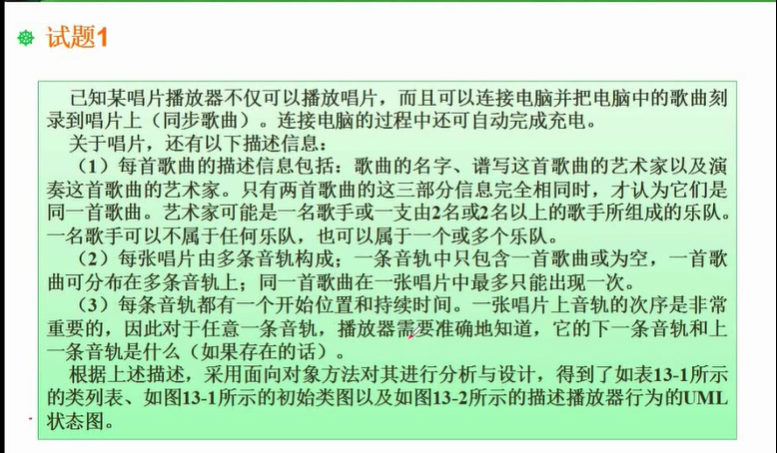 试题1
已知某唱片播放器不仅可以播放唱片，而且可以连接电脑并把电脑中的歌曲刻
录到唱片上（同步歌曲）。连接电脑的过程中还可自动完成充电。
关于唱片，还有以下描述信息：
（1）每首歌曲的描述信息包括：歌曲的名字、谱写这首歌曲的艺术家以及演
奏这首歌曲的艺术家。只有两首歌曲的这三部分信息完全相同时，才认为它们是
同一首歌曲。艺术家可能是一名歌手或一支由2名或2名以上的歌手所组成的乐队。
一名歌手可以不属于任何乐队，也可以属于一个或多个乐队。
（2）每张唱片由多条音轨构成；一条音轨中只包含一首歌曲或为空，一首歌
曲可分布在多条音轨上；同一首歌曲在一张唱片中最多只能出现一次。
（3）每条音轨都有一个开始位置和持续时间。一张唱片上音轨的次序是非常
重要的，因此对于任意一条音轨，播放器需要准确地知道，它的下一条音轨和上
一条音轨是什么（如果存在的话）。
根据上述描述，采用面向对象方法对其进行分析与设计，得到了如表13-1所示
的类列表、如图13-1所示的初始类图以及如图13-2所示的描述播放器行为的UML
状态图。